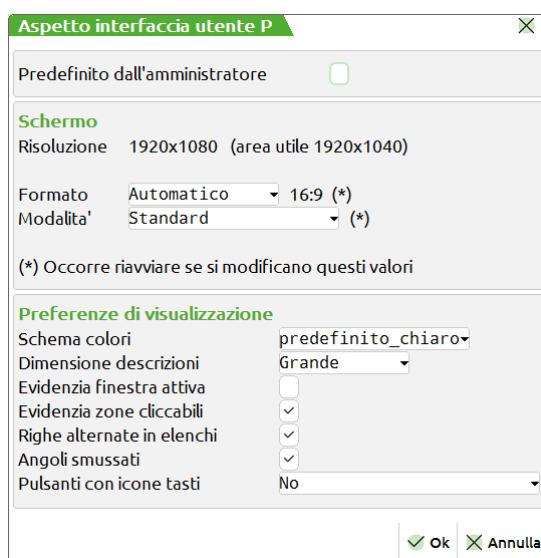 Aspetto interfaccia utente P
Predefinito dall'amministratore
Schermo
Risoluzione 1920x1080 (area utile 1920x1040)
Formato Automatico 16:9 (*)
Modalita' Standard (*)
(*) Occorre riavviare se si modificano questi valori
Preferenze di visualizzazione
Schema colori predefinito_chiaro
Dimensione descrizioni Grande
Evidenzia finestra attiva
Evidenzia zone cliccabili
Righe alternate in elenchi
Angoli smussati
Pulsanti con icone tasti No
Ok Annulla